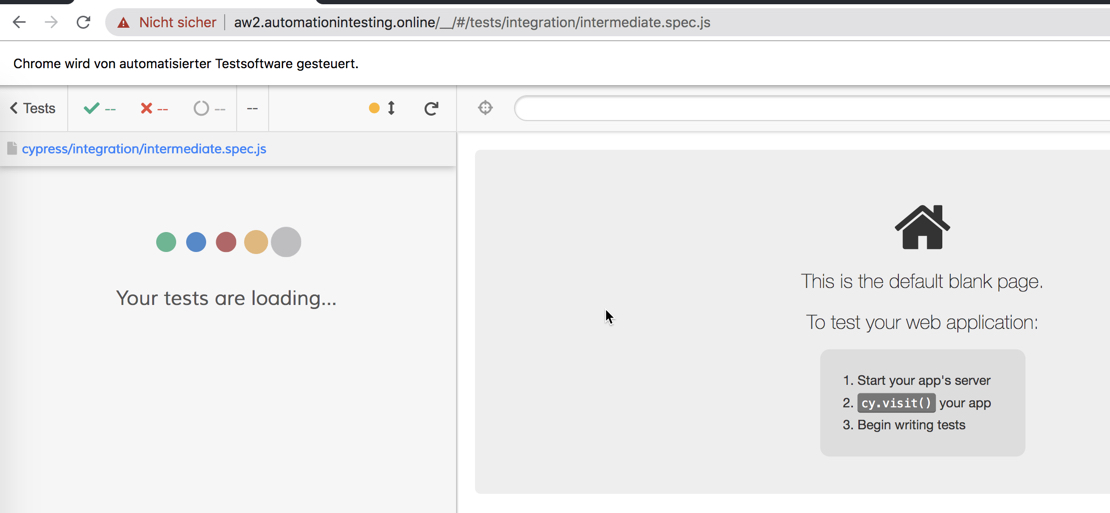 Nicht sicher | aw2.automationintesting.online/__/#/tests/integration/intermediate.spec.js
Chrome wird von automatisierter Testsoftware gesteuert.
Tests -- -- -- --
cypress/integration/intermediate.spec.js
Your tests are loading...
This is the default blank page.
To test your web application:
1. Start your app's server
2. cy.visit() your app
3. Begin writing tests